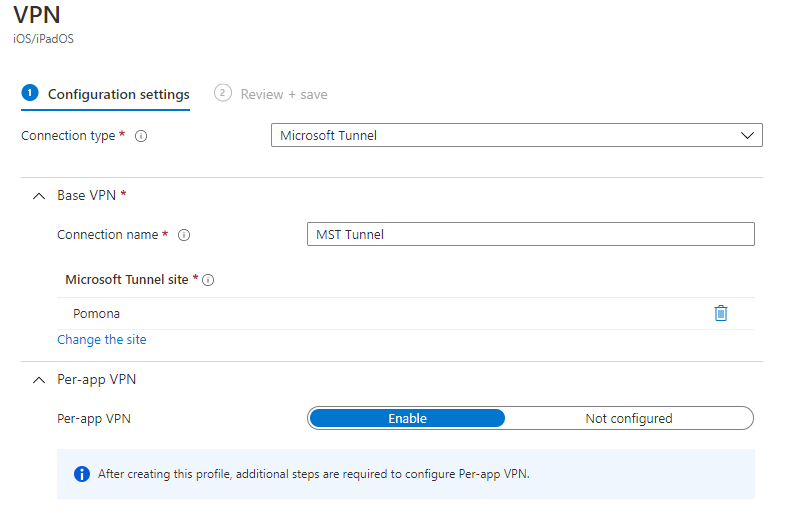 VPN
iOS/iPadOS
1 Configuration settings 2 Review + save
Connection type * Microsoft Tunnel
Base VPN *
Connection name * MST Tunnel
Microsoft Tunnel site *
Pomona
Change the site
Per-app VPN
Per-app VPN Enable Not configured
After creating this profile, additional steps are required to configure Per-app VPN.